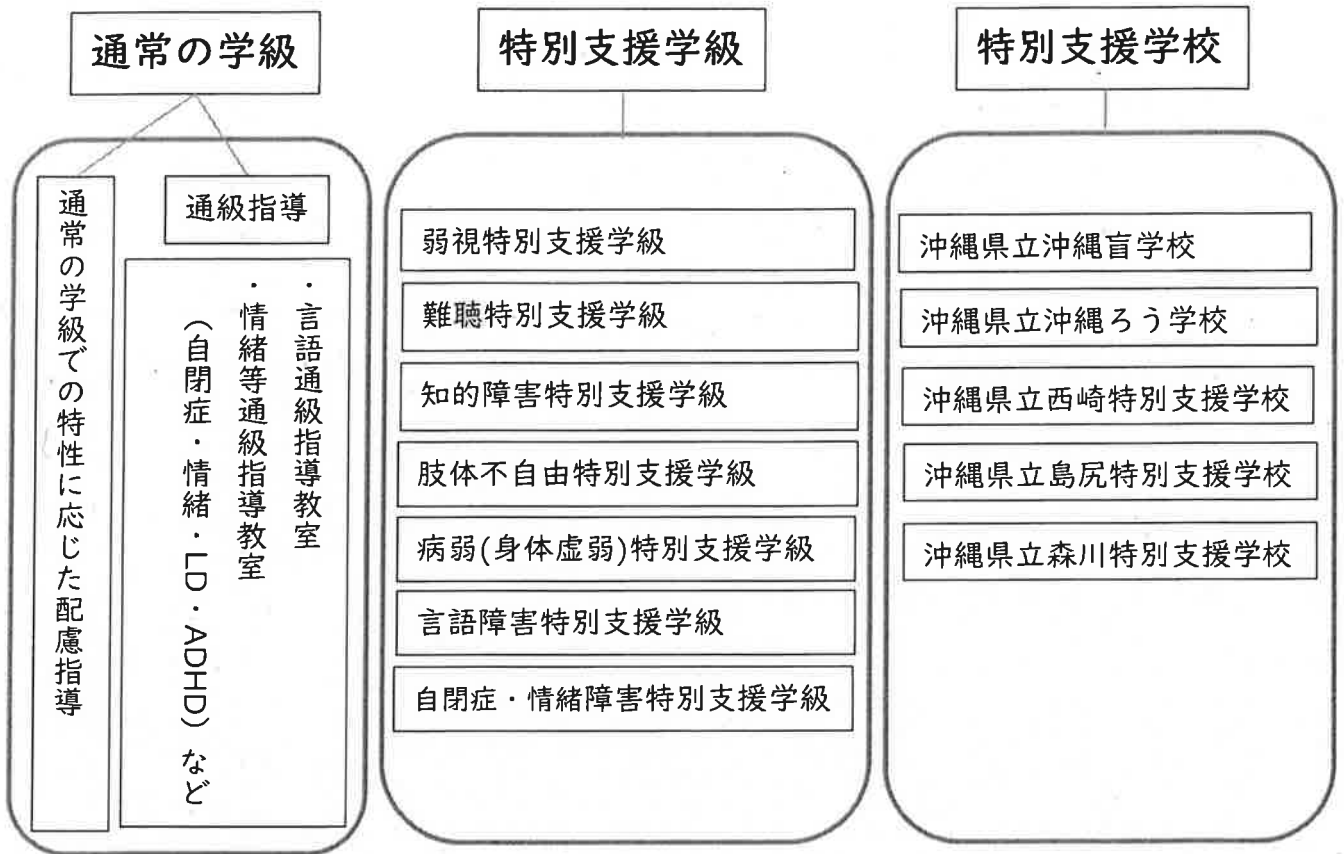 通常の学級
通常の学級での特性に応じた配慮指導
通級指導
・言語通級指導教室
・情緒等通級指導教室
(自閉症・情緒・LD・ADHD)など
特別支援学級
弱視特別支援学級
難聴特別支援学級
知的障害特別支援学級
肢体不自由特別支援学級
病弱(身体虚弱)特別支援学級
言語障害特別支援学級
自閉症・情緒障害特別支援学級
特別支援学校
沖縄県立沖縄盲学校
沖縄県立沖縄ろう学校
沖縄県立西崎特別支援学校
沖縄県立島尻特別支援学校
沖縄県立森川特別支援学校